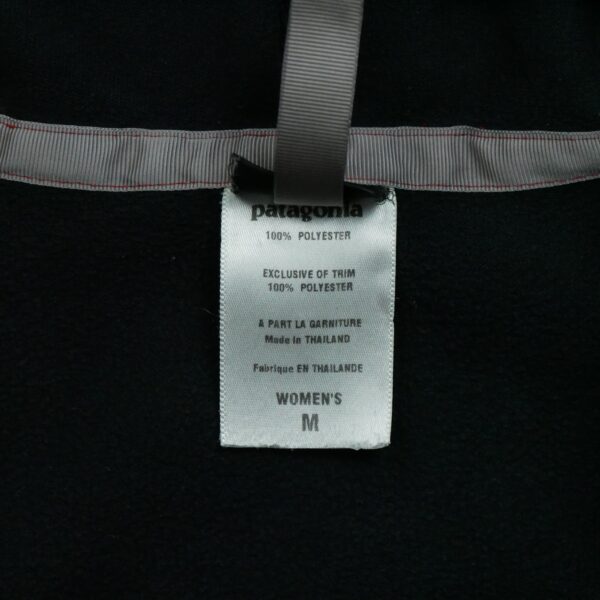 patagonia
100% POLYESTER
EXCLUSIVE OF TRIM
100% POLYESTER
A PART LA GARNITURE
Made in THAILAND
Fabrique EN THAILANDE
WOMEN'S
M